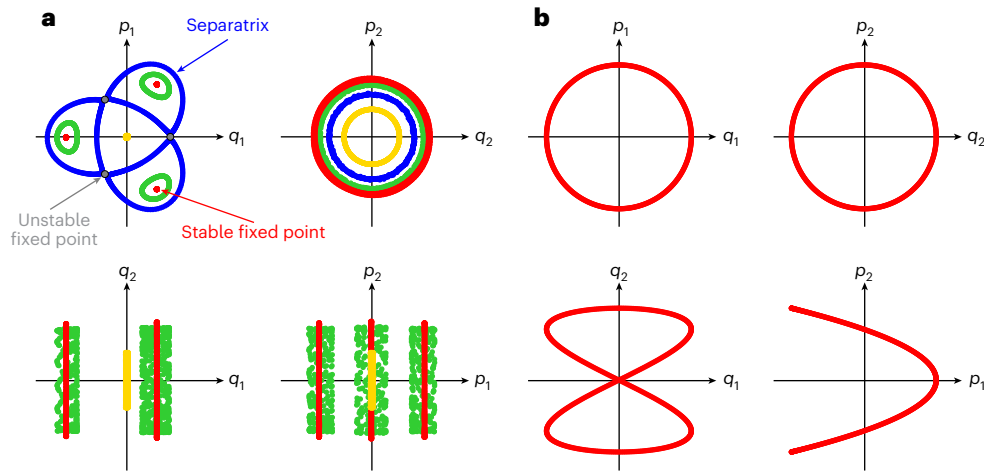 a
b
p1
Separatrix
q1
p2
q2
p1
q1
p2
q2
Unstable
fixed point
Stable fixed point
q2
q1
p2
p1
q2
q1
p2
p1